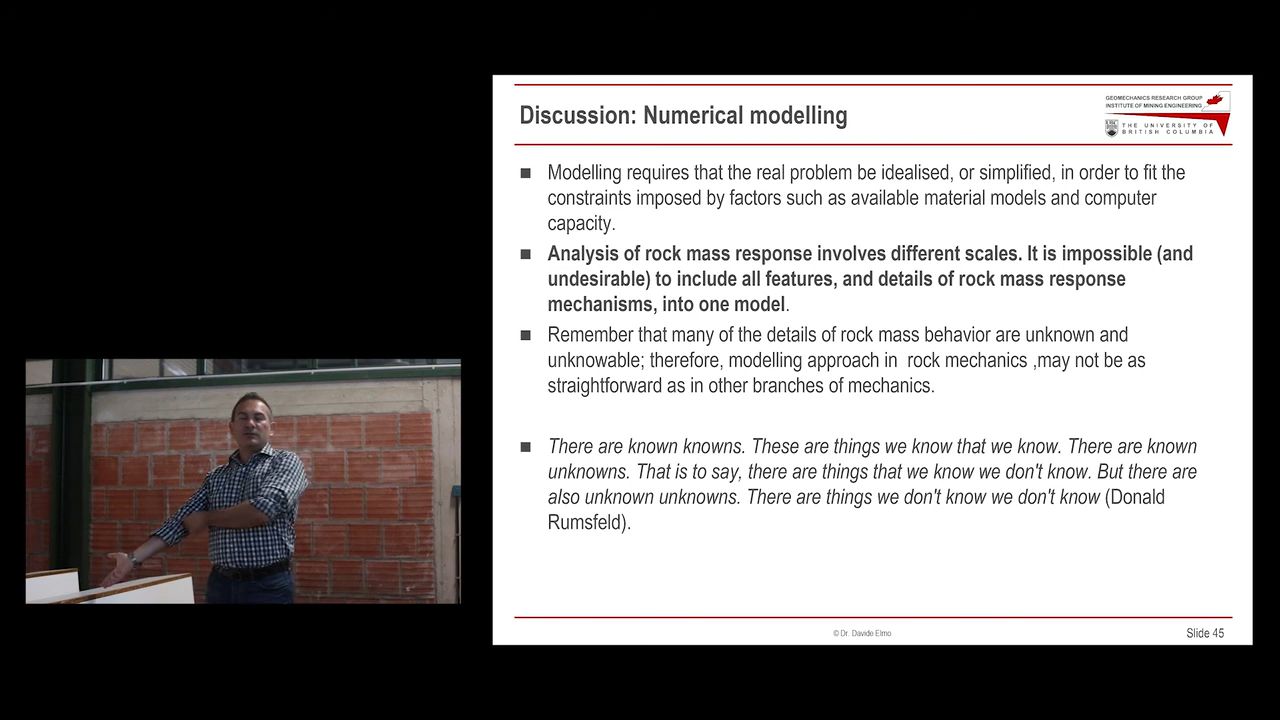 Discussion: Numerical modelling
GEOMECHANICS RESEARCH GROUP
INSTITUTE OF MINING ENGINEERING
THE UNIVERSITY OF
BRITISH COLUMBIA
■ Modelling requires that the real problem be idealised, or simplified, in order to fit the
constraints imposed by factors such as available material models and computer
capacity.
■ Analysis of rock mass response involves different scales. It is impossible (and
undesirable) to include all features, and details of rock mass response
mechanisms, into one model.
■ Remember that many of the details of rock mass behavior are unknown and
unknowable; therefore, modelling approach in rock mechanics ,may not be as
straightforward as in other branches of mechanics.
■ There are known knowns. These are things we know that we know. There are known
unknowns. That is to say, there are things that we know we don't know. But there are
also unknown unknowns. There are things we don't know we don't know (Donald
Rumsfeld).
© Dr. Davide Elmo
Slide 45